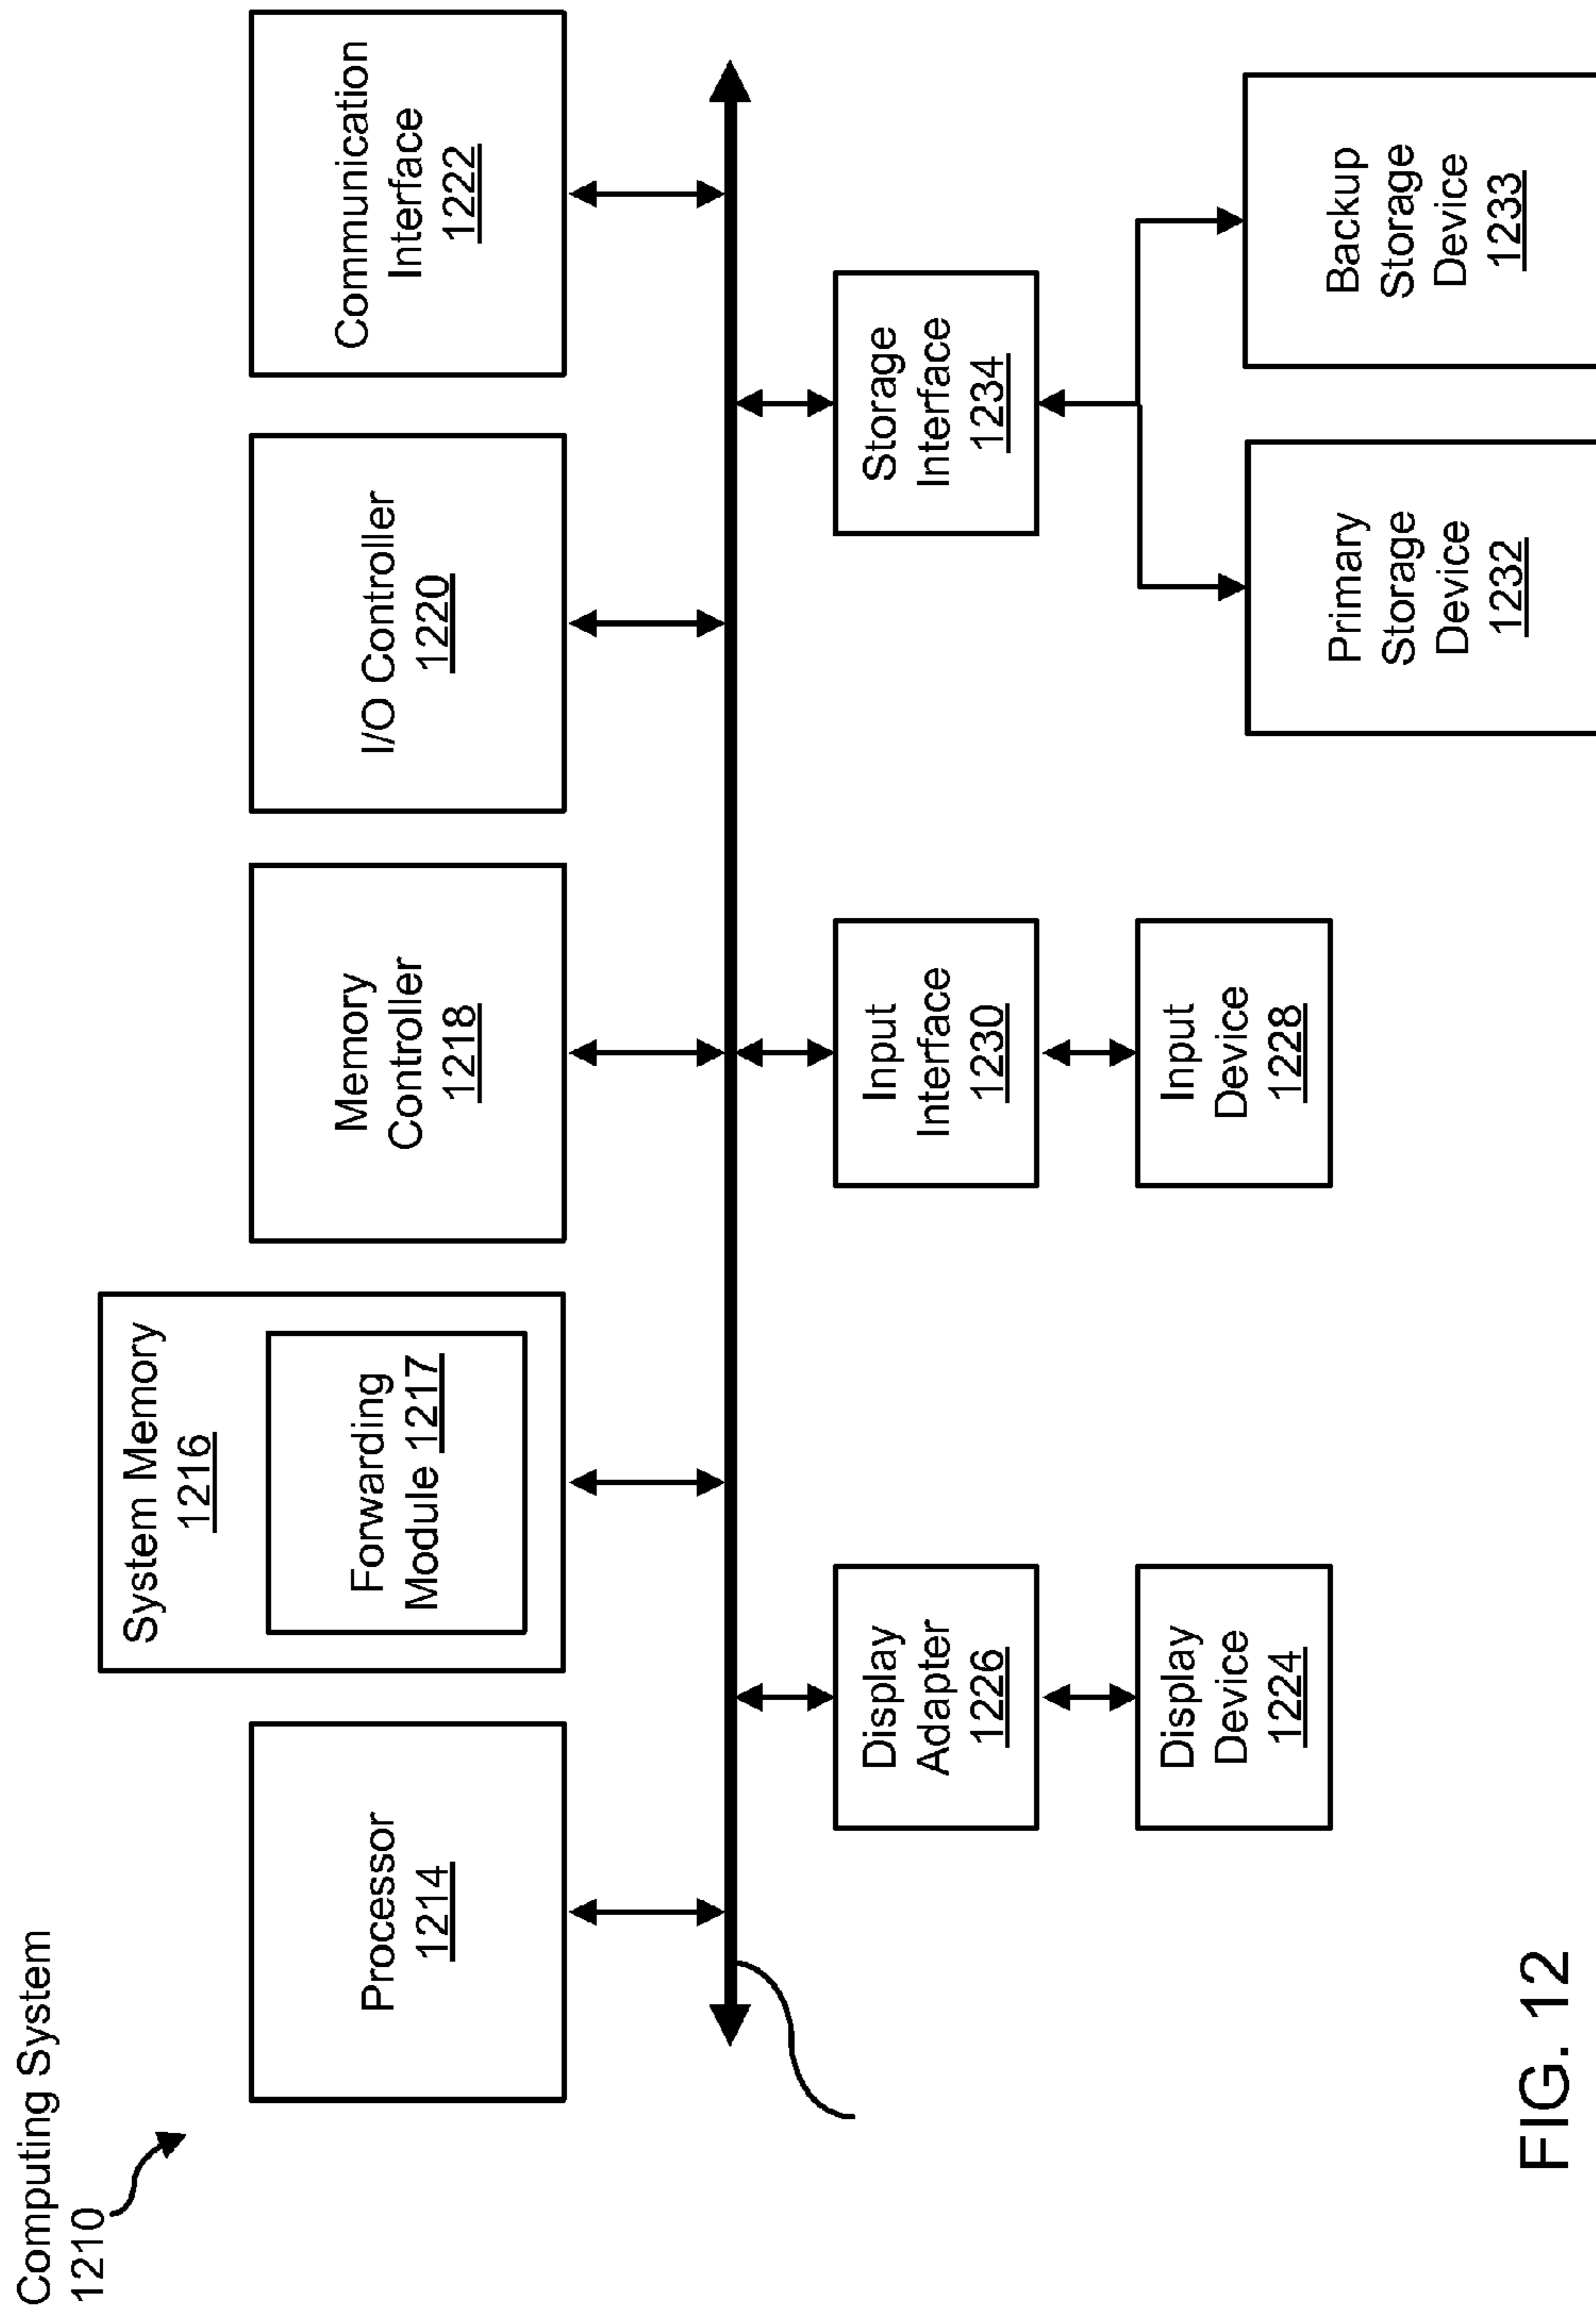 Computing System
1210
Processor
1214
System Memory
1216
Forwarding
Module 1217
Memory
Controller
1218
I/O Controller
1220
Communication
Interface
1222
Display
Adapter
1226
Display
Device
1224
Input
Interface
1230
Input
Device
1228
Storage
Interface
1234
Primary
Storage
Device
1232
Backup
Storage
Device
1233
FIG. 12